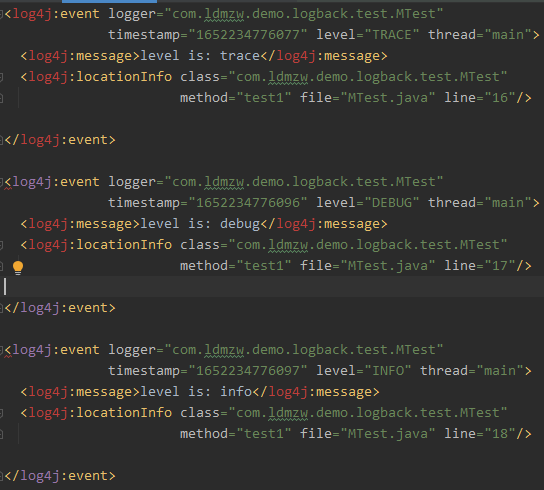 <log4j:event logger="com.ldmzw.demo.logback.test.MTest"
timestamp="1652234776077" level="TRACE" thread="main">
<log4j:message>level is: trace</log4j:message>
<log4j:locationInfo class="com.ldmzw.demo.logback.test.MTest"
method="test1" file="MTest.java" line="16"/>
</log4j:event>
<log4j:event logger="com.ldmzw.demo.logback.test.MTest"
timestamp="1652234776096" level="DEBUG" thread="main">
<log4j:message>level is: debug</log4j:message>
<log4j:locationInfo class="com.ldmzw.demo.logback.test.MTest"
method="test1" file="MTest.java" line="17"/>
</log4j:event>
<log4j:event logger="com.ldmzw.demo.logback.test.MTest"
timestamp="1652234776097" level="INFO" thread="main">
<log4j:message>level is: info</log4j:message>
<log4j:locationInfo class="com.ldmzw.demo.logback.test.MTest"
method="test1" file="MTest.java" line="18"/>
</log4j:event>